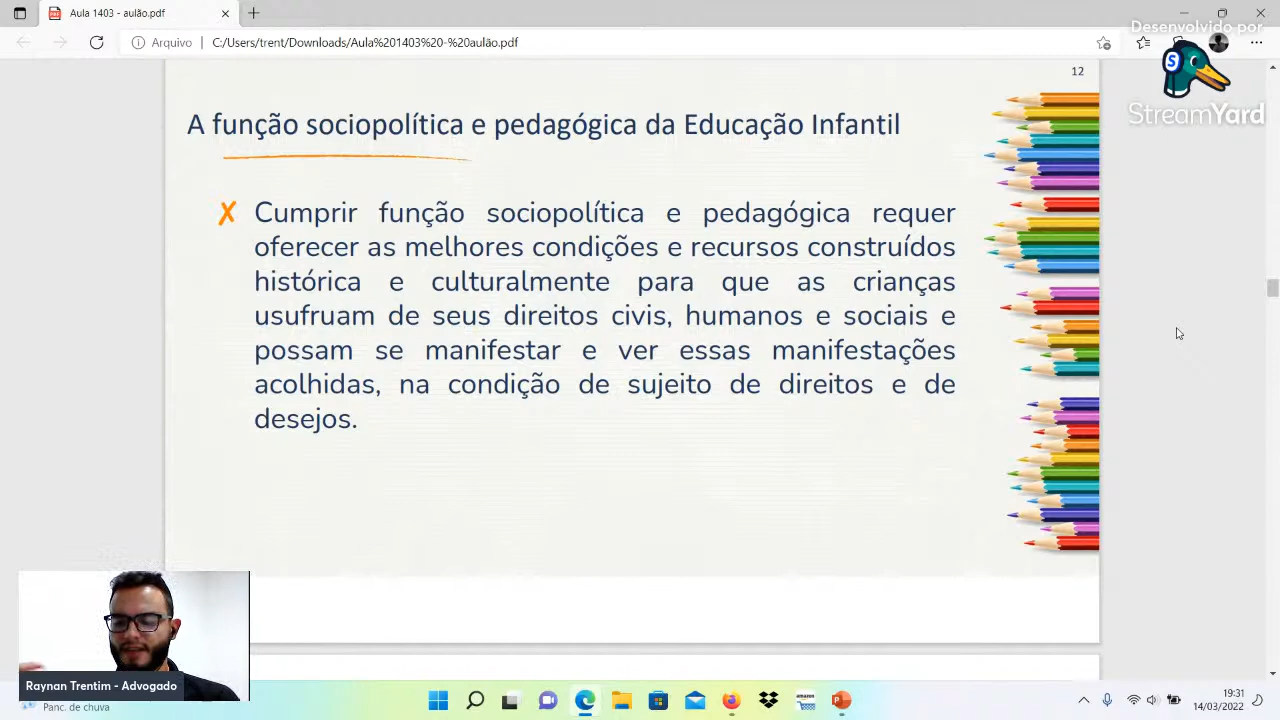 Aula 1403 - aulão.pdf
Arquivo
C:/Users/trent/Downloads/Aula%201403%20-%20aulão.pdf
Desenvolvido por
StreamYard
12
A função sociopolítica e pedagógica da Educação Infantil
✗ Cumprir função sociopolítica e pedagógica requer
oferecer as melhores condições e recursos construídos
histórica e culturalmente para que as crianças
usufruam de seus direitos civis, humanos e sociais e
possam se manifestar e ver essas manifestações
acolhidas, na condição de sujeito de direitos e de
desejos.
Raynan Trentim - Advogado
Panc. de chuva
amazon
19:31
14/03/2022